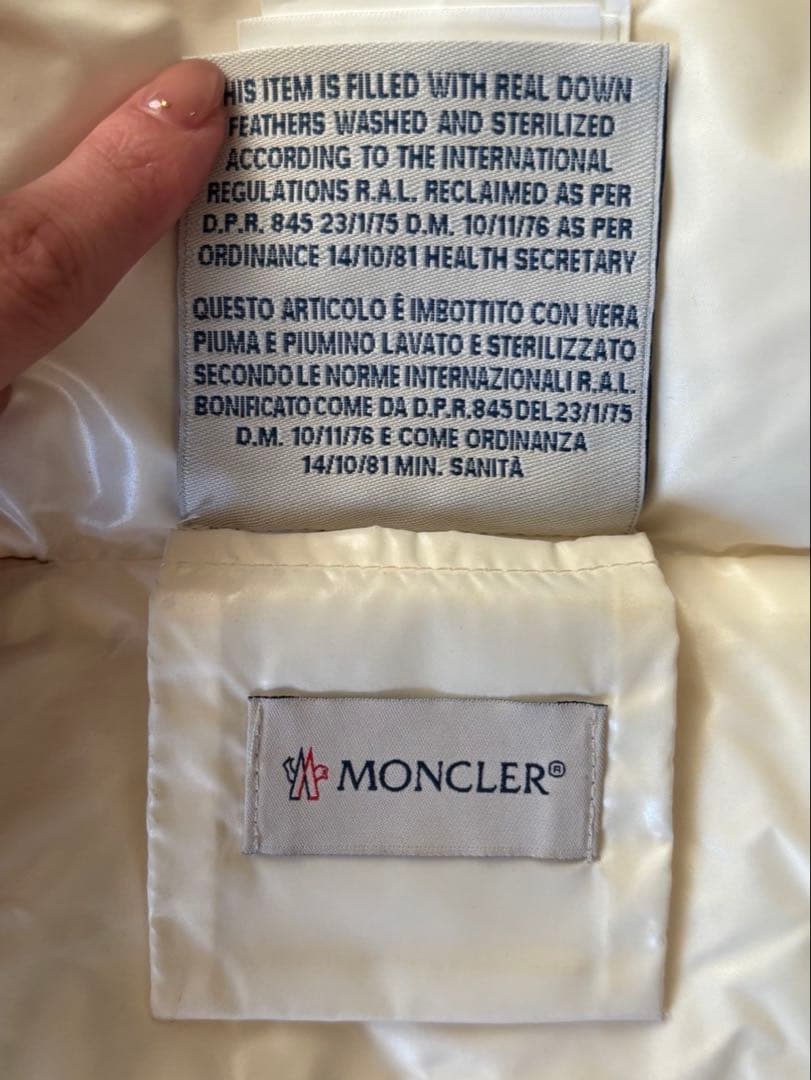 HIS ITEM IS FILLED WITH REAL DOWN
FEATHERS WASHED AND STERILIZED
ACCORDING TO THE INTERNATIONAL
REGULATIONS R.A.L. RECLAIMED AS PER
D.P.R. 845 23/1/75 D.M. 10/11/76 AS PER
ORDINANCE 14/10/81 HEALTH SECRETARY
QUESTO ARTICOLO É IMBOTTITO CON VERA
PIUMA E PIUMINO LAVATO E STERILIZZATO
SECONDO LE NORME INTERNAZIONALI R.A.L.
BONIFICATO COME DA D.P.R. 845 DEL 23/1/75
D.M. 10/11/76 E COME ORDINANZA
14/10/81 MIN. SANITÀ
MONCLER®